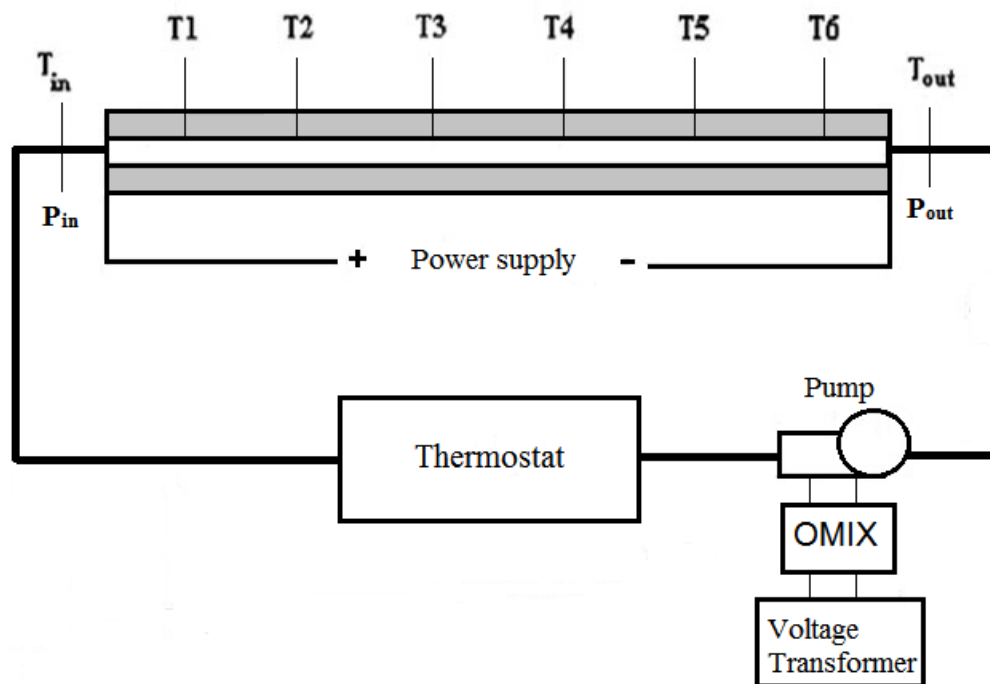 T1 T2 T3 T4 T5 T6
Tin Tout
Pin Pout
+ Power supply -
Pump
Thermostat
OMIX
Voltage
Transformer